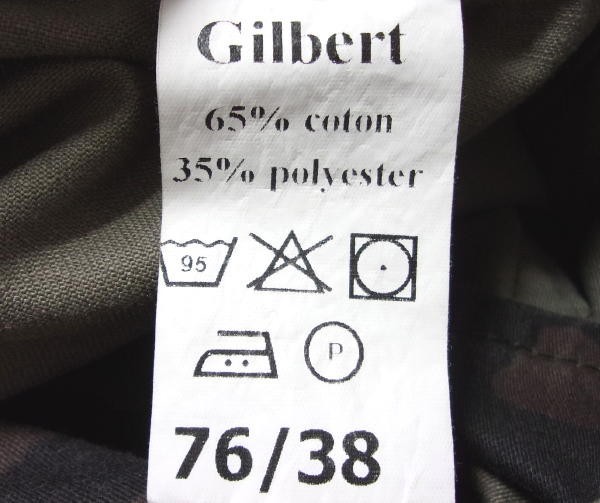 Gilbert
65% coton
35% polyester
95
P
76/38